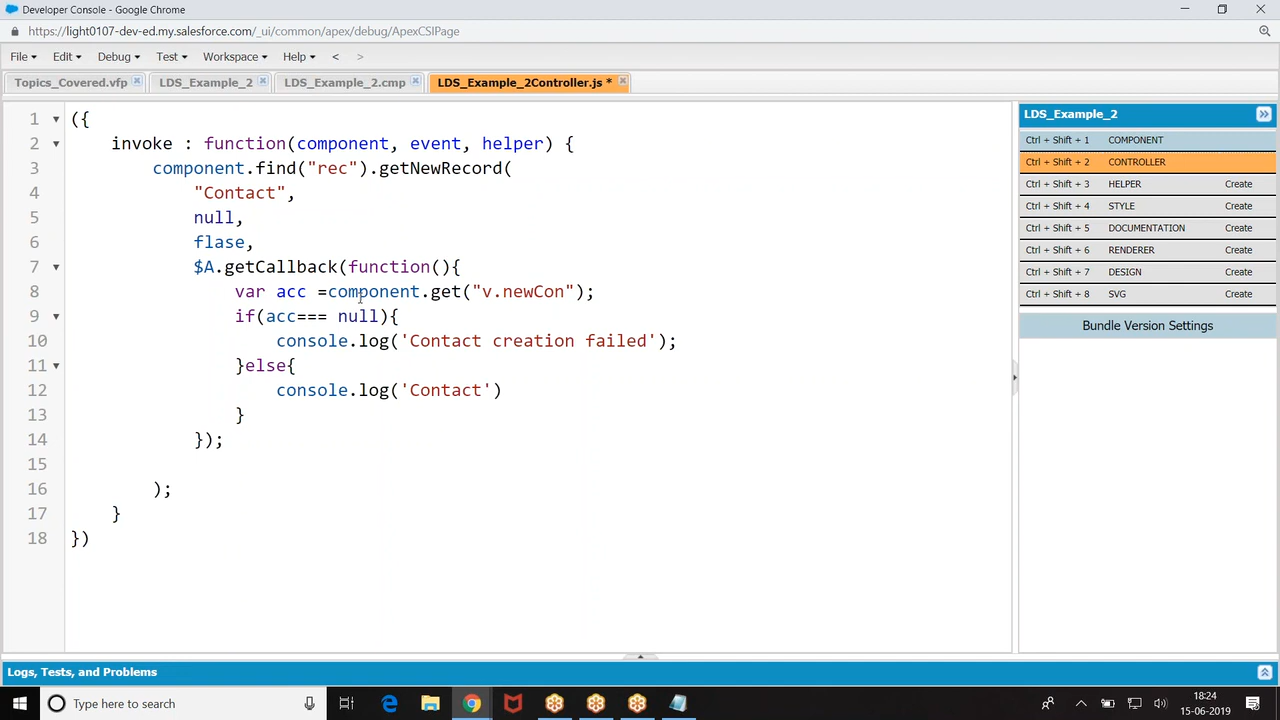 Developer Console - Google Chrome
https://light0107-dev-ed.my.salesforce.com/_ui/common/apex/debug/ApexCSIPage
File Edit Debug Test Workspace Help < >
Topics_Covered.vfp LDS_Example_2 LDS_Example_2.cmp LDS_Example_2Controller.js *
1 ({
2 invoke : function(component, event, helper) {
3 component.find("rec").getNewRecord(
4 "Contact",
5 null,
6 flase,
7 $A.getCallback(function(){
8 var acc =component.get("v.newCon");
9 if(acc=== null){
10 console.log('Contact creation failed');
11 }else{
12 console.log('Contact')
13 }
14 });
15
16 );
17 }
18 })
LDS_Example_2
Ctrl + Shift + 1 COMPONENT
Ctrl + Shift + 2 CONTROLLER
Ctrl + Shift + 3 HELPER Create
Ctrl + Shift + 4 STYLE Create
Ctrl + Shift + 5 DOCUMENTATION Create
Ctrl + Shift + 6 RENDERER Create
Ctrl + Shift + 7 DESIGN Create
Ctrl + Shift + 8 SVG Create
Bundle Version Settings
Logs, Tests, and Problems
Type here to search
18:24
15-06-2019